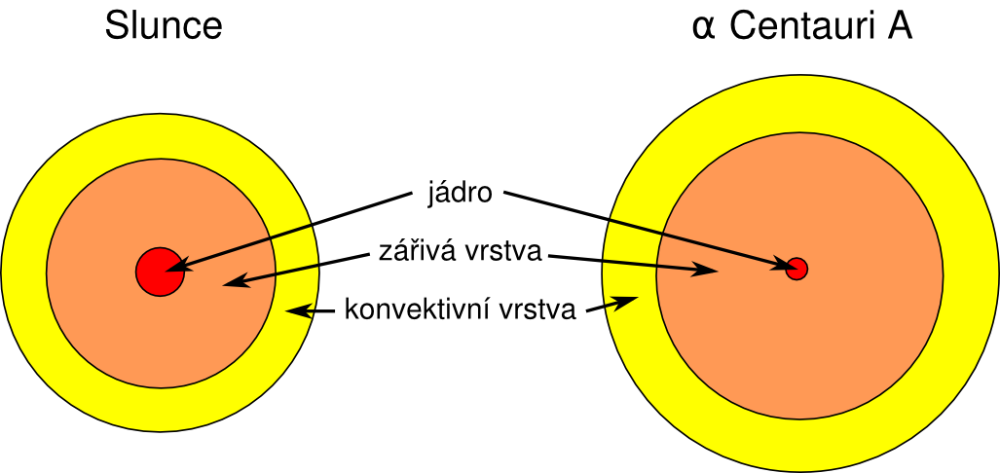 Slunce
α Centauri A
jádro
zářivá vrstva
konvektivní vrstva